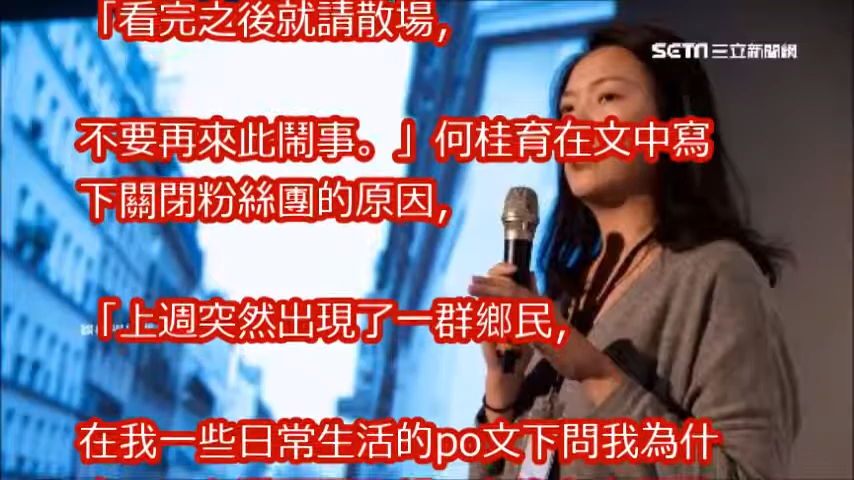 「看完之後就請散場，
SETN三立新聞網
不要再來此鬧事。」何桂育在文中寫
下關閉粉絲團的原因，
「上週突然出現了一群鄉民，
在我一些日常生活的po文下問我為什